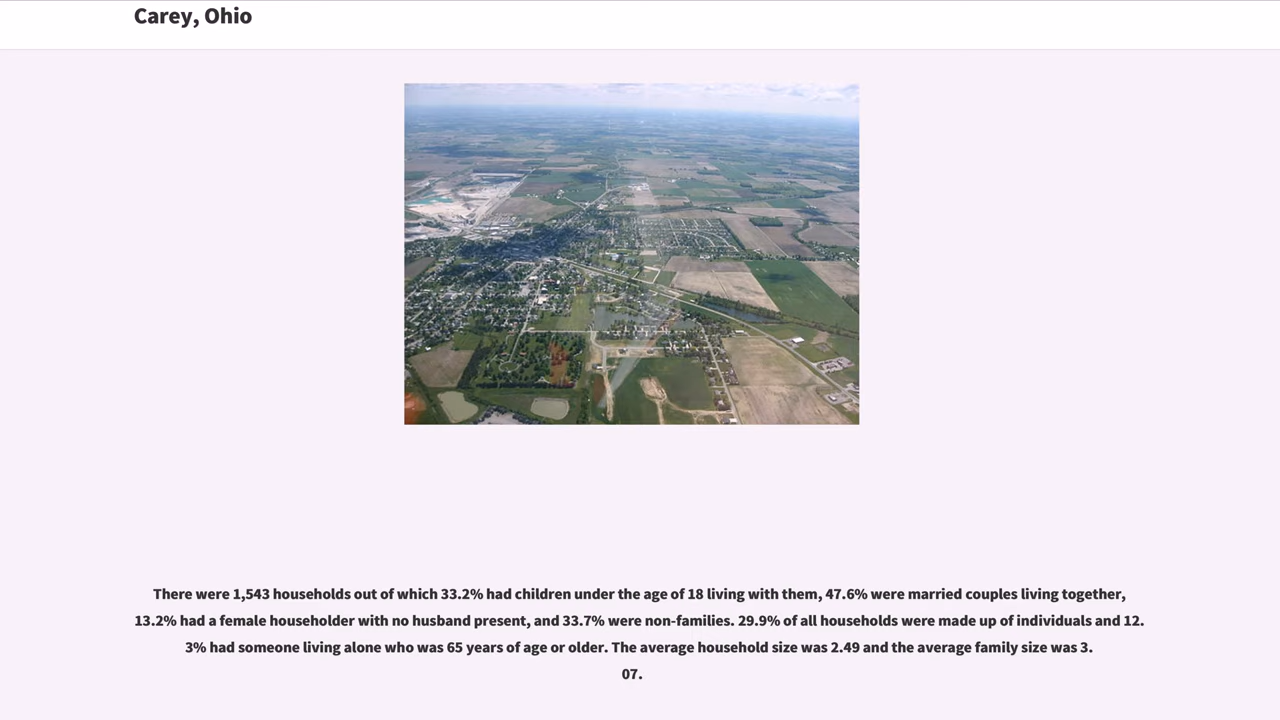 Carey, Ohio
There were 1,543 households out of which 33.2% had children under the age of 18 living with them, 47.6% were married couples living together,
13.2% had a female householder with no husband present, and 33.7% were non-families. 29.9% of all households were made up of individuals and 12.
3% had someone living alone who was 65 years of age or older. The average household size was 2.49 and the average family size was 3.
07.